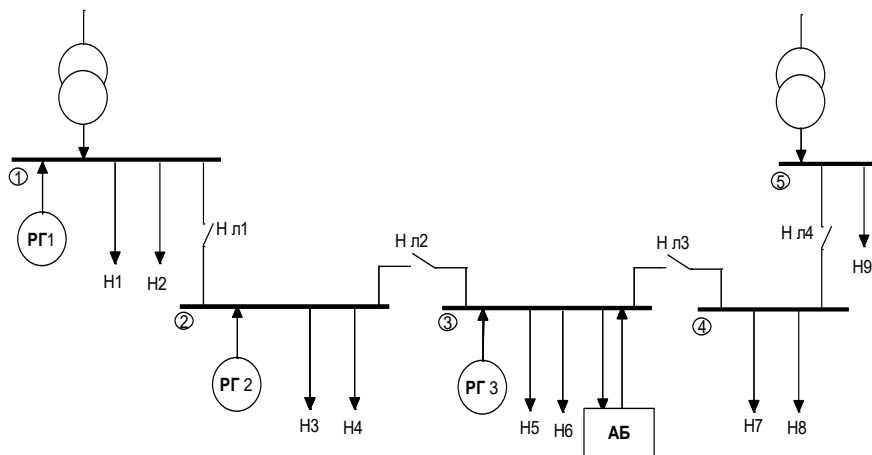 1
5
РГ1
Н л1
Н л2
Н л3
Н л4
Н1
Н2
Н9
2
3
4
РГ 2
РГ 3
Н3
Н4
Н5
Н6
АБ
Н7
Н8